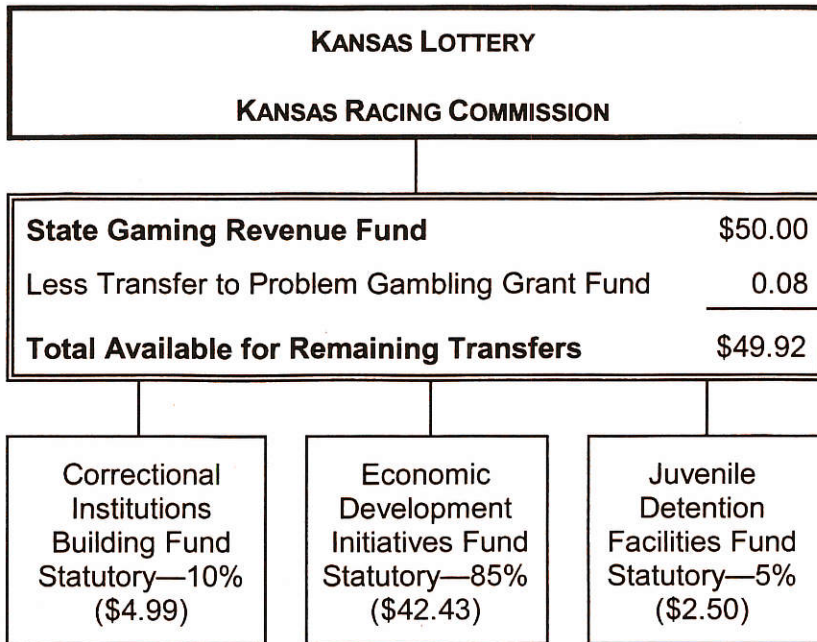 KANSAS LOTTERY
KANSAS RACING COMMISSION
State Gaming Revenue Fund $50.00
Less Transfer to Problem Gambling Grant Fund 0.08
Total Available for Remaining Transfers $49.92
Correctional
Institutions
Building Fund
Statutory—10%
($4.99)
Economic
Development
Initiatives Fund
Statutory—85%
($42.43)
Juvenile
Detention
Facilities Fund
Statutory—5%
($2.50)